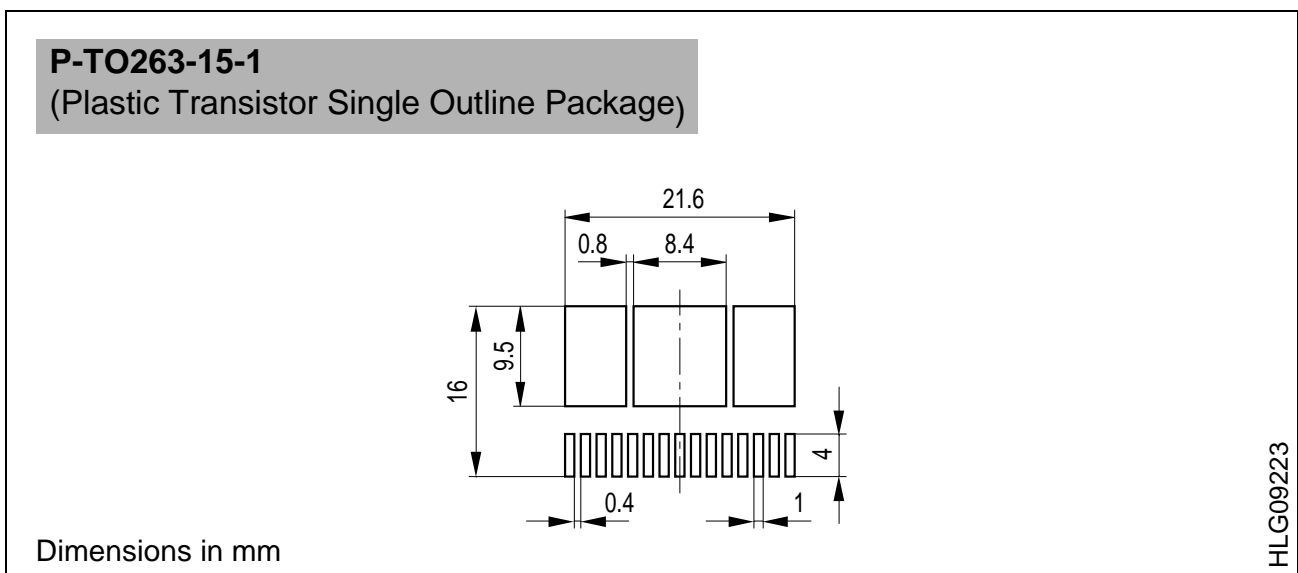 P-TO263-15-1
(Plastic Transistor Single Outline Package)
21.6
0.8
8.4
9.5
16
4
0.4
1
Dimensions in mm
HLG09223